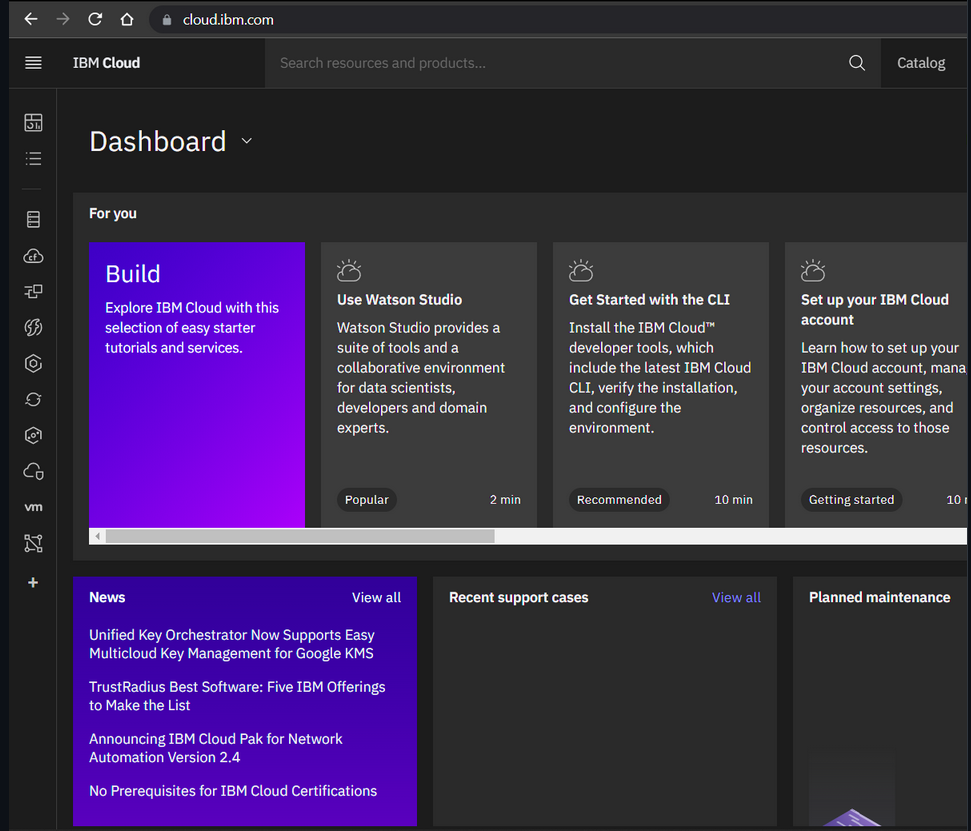 cloud.ibm.com
IBM Cloud
Search resources and products...
Catalog
Dashboard
For you
Build
Explore IBM Cloud with this
selection of easy starter
tutorials and services.
Use Watson Studio
Watson Studio provides a
suite of tools and a
collaborative environment
for data scientists,
developers and domain
experts.
Popular
2 min
Get Started with the CLI
Install the IBM Cloud™
developer tools, which
include the latest IBM Cloud
CLI, verify the installation,
and configure the
environment.
Recommended
10 min
Set up your IBM Cloud
account
Learn how to set up your
IBM Cloud account, mana
your account settings,
organize resources, and
control access to those
resources.
Getting started
10
cf
vm
News
View all
Unified Key Orchestrator Now Supports Easy
Multicloud Key Management for Google KMS
TrustRadius Best Software: Five IBM Offerings
to Make the List
Announcing IBM Cloud Pak for Network
Automation Version 2.4
No Prerequisites for IBM Cloud Certifications
Recent support cases
View all
Planned maintenance